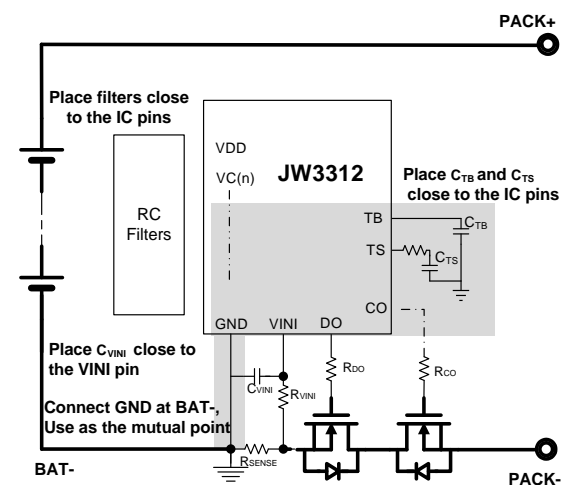 PACK+
Place filters close
to the IC pins
VDD
VC(n)
JW3312
Place CTB and CTS
close to the IC pins
RC
Filters
TB
CTB
TS
CTS
CO
GND
VINI
DO
Place CVINI close to
the VINI pin
CVINI
RVINI
RDO
RCO
Connect GND at BAT-,
Use as the mutual point
RSENSE
BAT-
PACK-